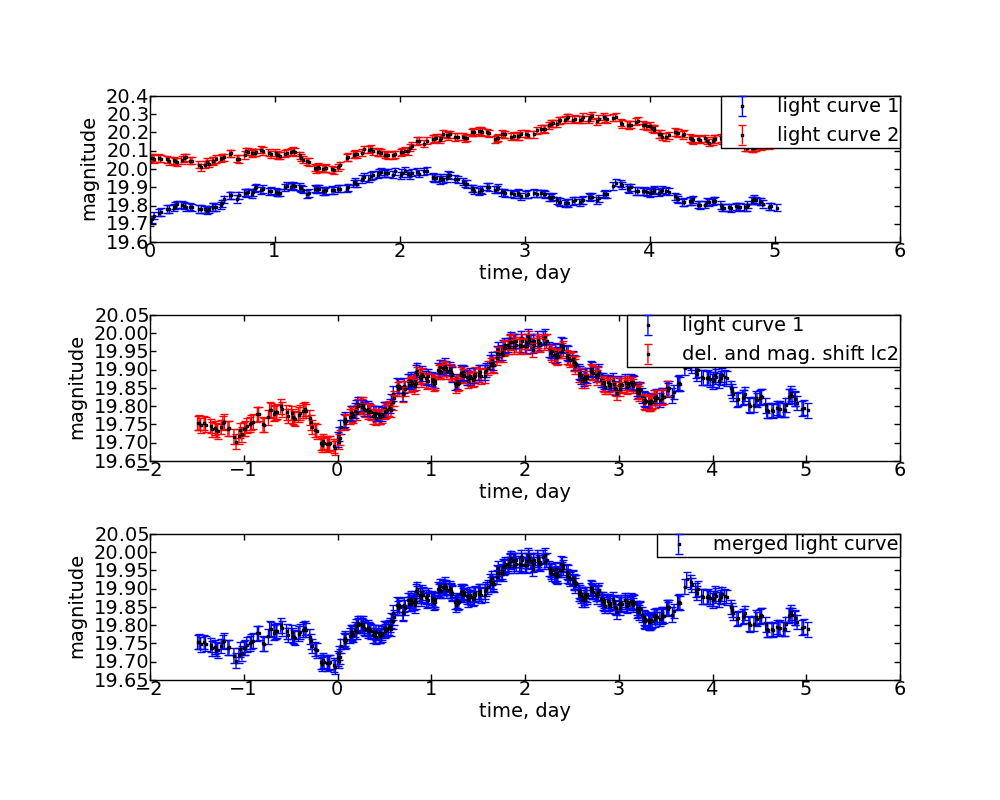 20.4
20.3
20.2
20.1
20.0
19.9
19.8
19.7
19.6
magnitude
light curve 1
light curve 2
0 1 2 3 4 5 6
time, day
20.05
20.00
19.95
19.90
19.85
19.80
19.75
19.70
19.65
magnitude
light curve 1
del. and mag. shift lc2
−2 −1 0 1 2 3 4 5 6
time, day
20.05
20.00
19.95
19.90
19.85
19.80
19.75
19.70
19.65
magnitude
merged light curve
−2 −1 0 1 2 3 4 5 6
time, day